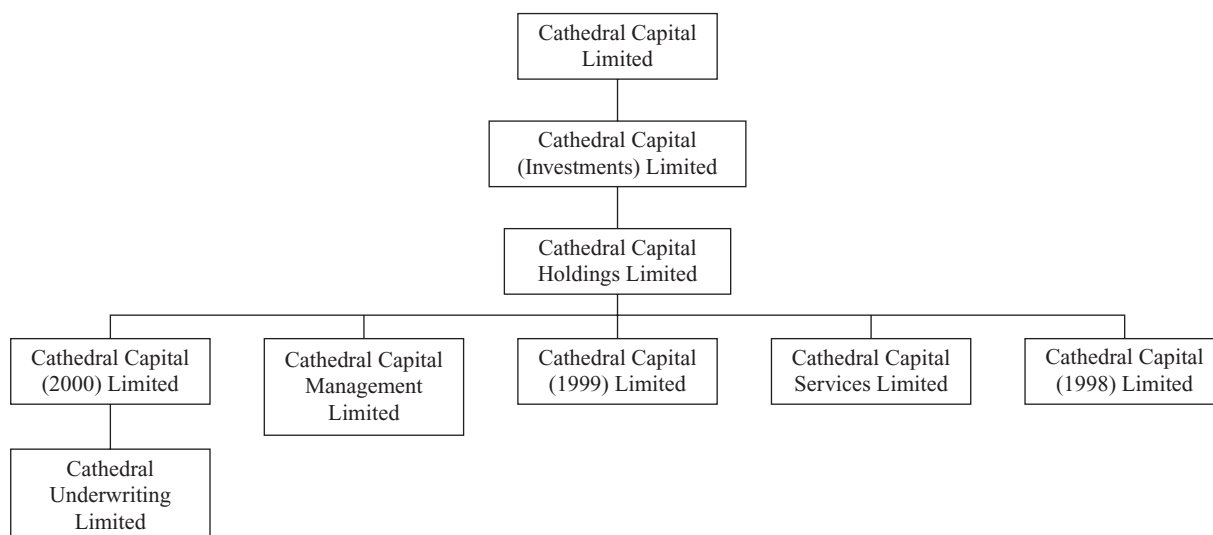 Cathedral Capital
Limited
Cathedral Capital
(Investments) Limited
Cathedral Capital
Holdings Limited
Cathedral Capital
(2000) Limited
Cathedral Capital
Management
Limited
Cathedral Capital
(1999) Limited
Cathedral Capital
Services Limited
Cathedral Capital
(1998) Limited
Cathedral
Underwriting
Limited